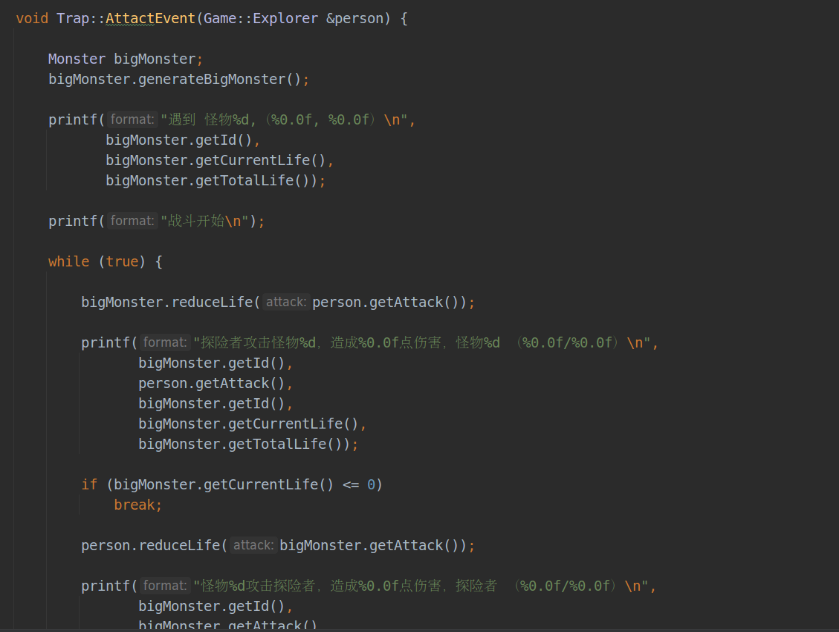 void Trap::AttactEvent(Game::Explorer &person) {
Monster bigMonster;
bigMonster.generateBigMonster();
printf( format: "遇到 怪物%d,（%0.0f, %0.0f）\n",
bigMonster.getId(),
bigMonster.getCurrentLife(),
bigMonster.getTotalLife());
printf( format: "战斗开始\n");
while (true) {
bigMonster.reduceLife( attack: person.getAttack());
printf( format: "探险者攻击怪物%d，造成%0.0f点伤害，怪物%d （%0.0f/%0.0f）\n",
bigMonster.getId(),
person.getAttack(),
bigMonster.getId(),
bigMonster.getCurrentLife(),
bigMonster.getTotalLife());
if (bigMonster.getCurrentLife() <= 0)
break;
person.reduceLife( attack: bigMonster.getAttack());
printf( format: "怪物%d攻击探险者，造成%0.0f点伤害，探险者 （%0.0f/%0.0f）\n",
bigMonster.getId(),
bigMonster.getAttack()